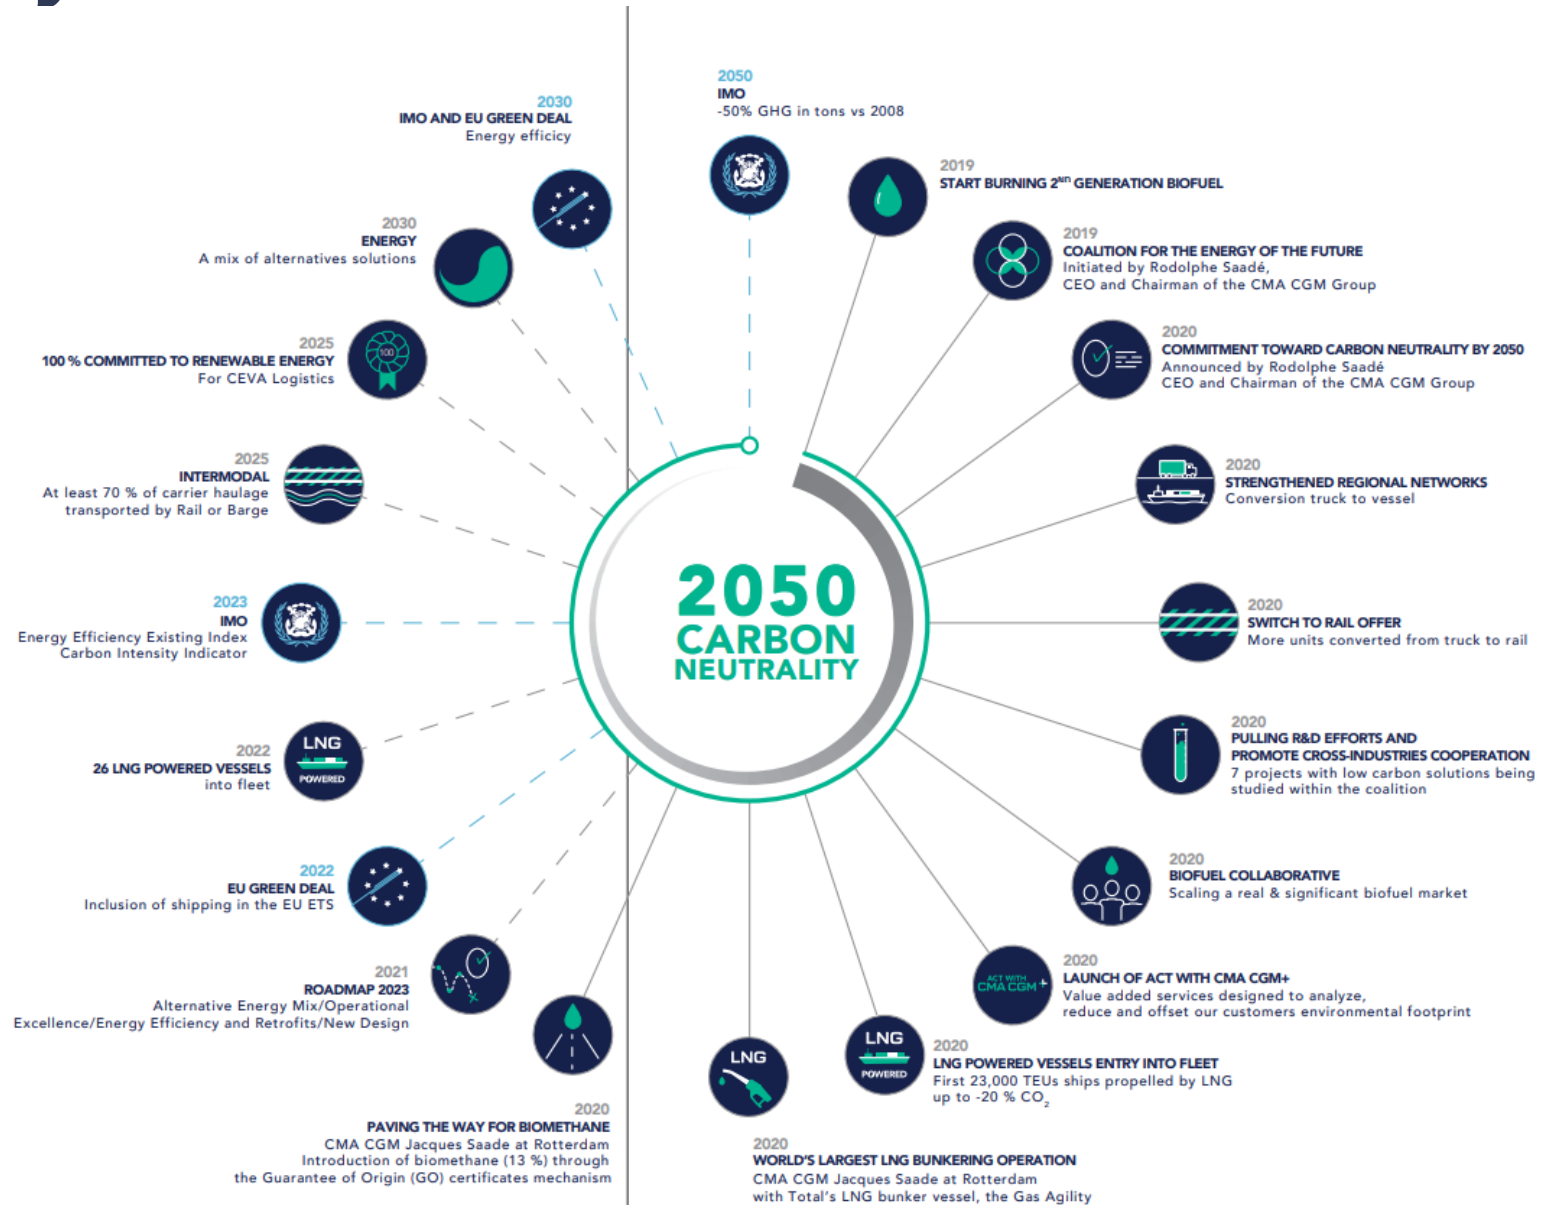 2050
IMO
-50% GHG in tons vs 2008
2019
START BURNING 2ND GENERATION BIOFUEL
2019
COALITION FOR THE ENERGY OF THE FUTURE
Initiated by Rodolphe Saadé,
CEO and Chairman of the CMA CGM Group
2020
COMMITMENT TOWARD CARBON NEUTRALITY BY 2050
Announced by Rodolphe Saadé
CEO and Chairman of the CMA CGM Group
2020
STRENGTHENED REGIONAL NETWORKS
Conversion truck to vessel
2020
SWITCH TO RAIL OFFER
More units converted from truck to rail
2020
PULLING R&D EFFORTS AND
PROMOTE CROSS-INDUSTRIES COOPERATION
7 projects with low carbon solutions being
studied within the coalition
2020
BIOFUEL COLLABORATIVE
Scaling a real & significant biofuel market
ACT WITH
CMA CGM+
2020
LAUNCH OF ACT WITH CMA CGM+
Value added services designed to analyze,
reduce and offset our customers environmental footprint
LNG
POWERED
2020
LNG POWERED VESSELS ENTRY INTO FLEET
First 23,000 TEUs ships propelled by LNG
up to -20 % CO2
LNG
2020
WORLD'S LARGEST LNG BUNKERING OPERATION
CMA CGM Jacques Saade at Rotterdam
with Total's LNG bunker vessel, the Gas Agility
2020
PAVING THE WAY FOR BIOMETHANE
CMA CGM Jacques Saade at Rotterdam
Introduction of biomethane (13 %) through
the Guarantee of Origin (GO) certificates mechanism
2021
ROADMAP 2023
Alternative Energy Mix/Operational
Excellence/Energy Efficiency and Retrofits/New Design
2022
EU GREEN DEAL
Inclusion of shipping in the EU ETS
2022
26 LNG POWERED VESSELS
into fleet
LNG
POWERED
2023
IMO
Energy Efficiency Existing Index
Carbon Intensity Indicator
2025
INTERMODAL
At least 70 % of carrier haulage
transported by Rail or Barge
2025
100 % COMMITTED TO RENEWABLE ENERGY
For CEVA Logistics
100
2030
ENERGY
A mix of alternatives solutions
2030
IMO AND EU GREEN DEAL
Energy efficicy
2050
CARBON
NEUTRALITY